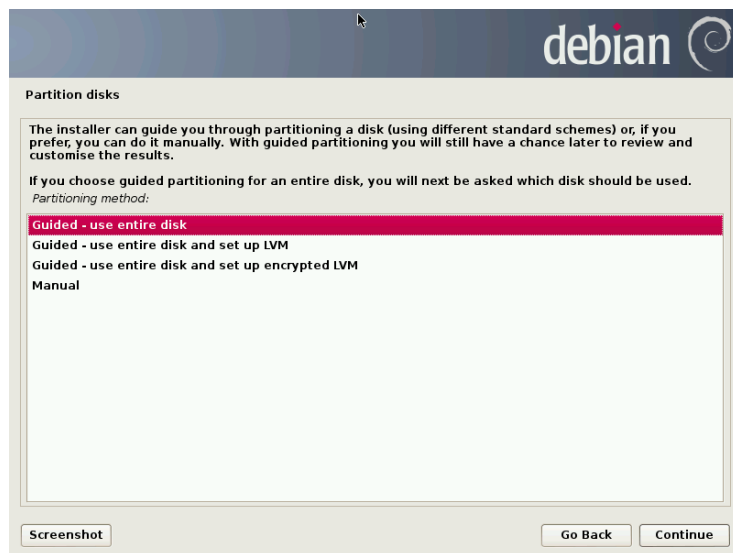 debian
Partition disks
The installer can guide you through partitioning a disk (using different standard schemes) or, if you
prefer, you can do it manually. With guided partitioning you will still have a chance later to review and
customise the results.
If you choose guided partitioning for an entire disk, you will next be asked which disk should be used.
Partitioning method:
Guided - use entire disk
Guided - use entire disk and set up LVM
Guided - use entire disk and set up encrypted LVM
Manual
Screenshot
Go Back
Continue